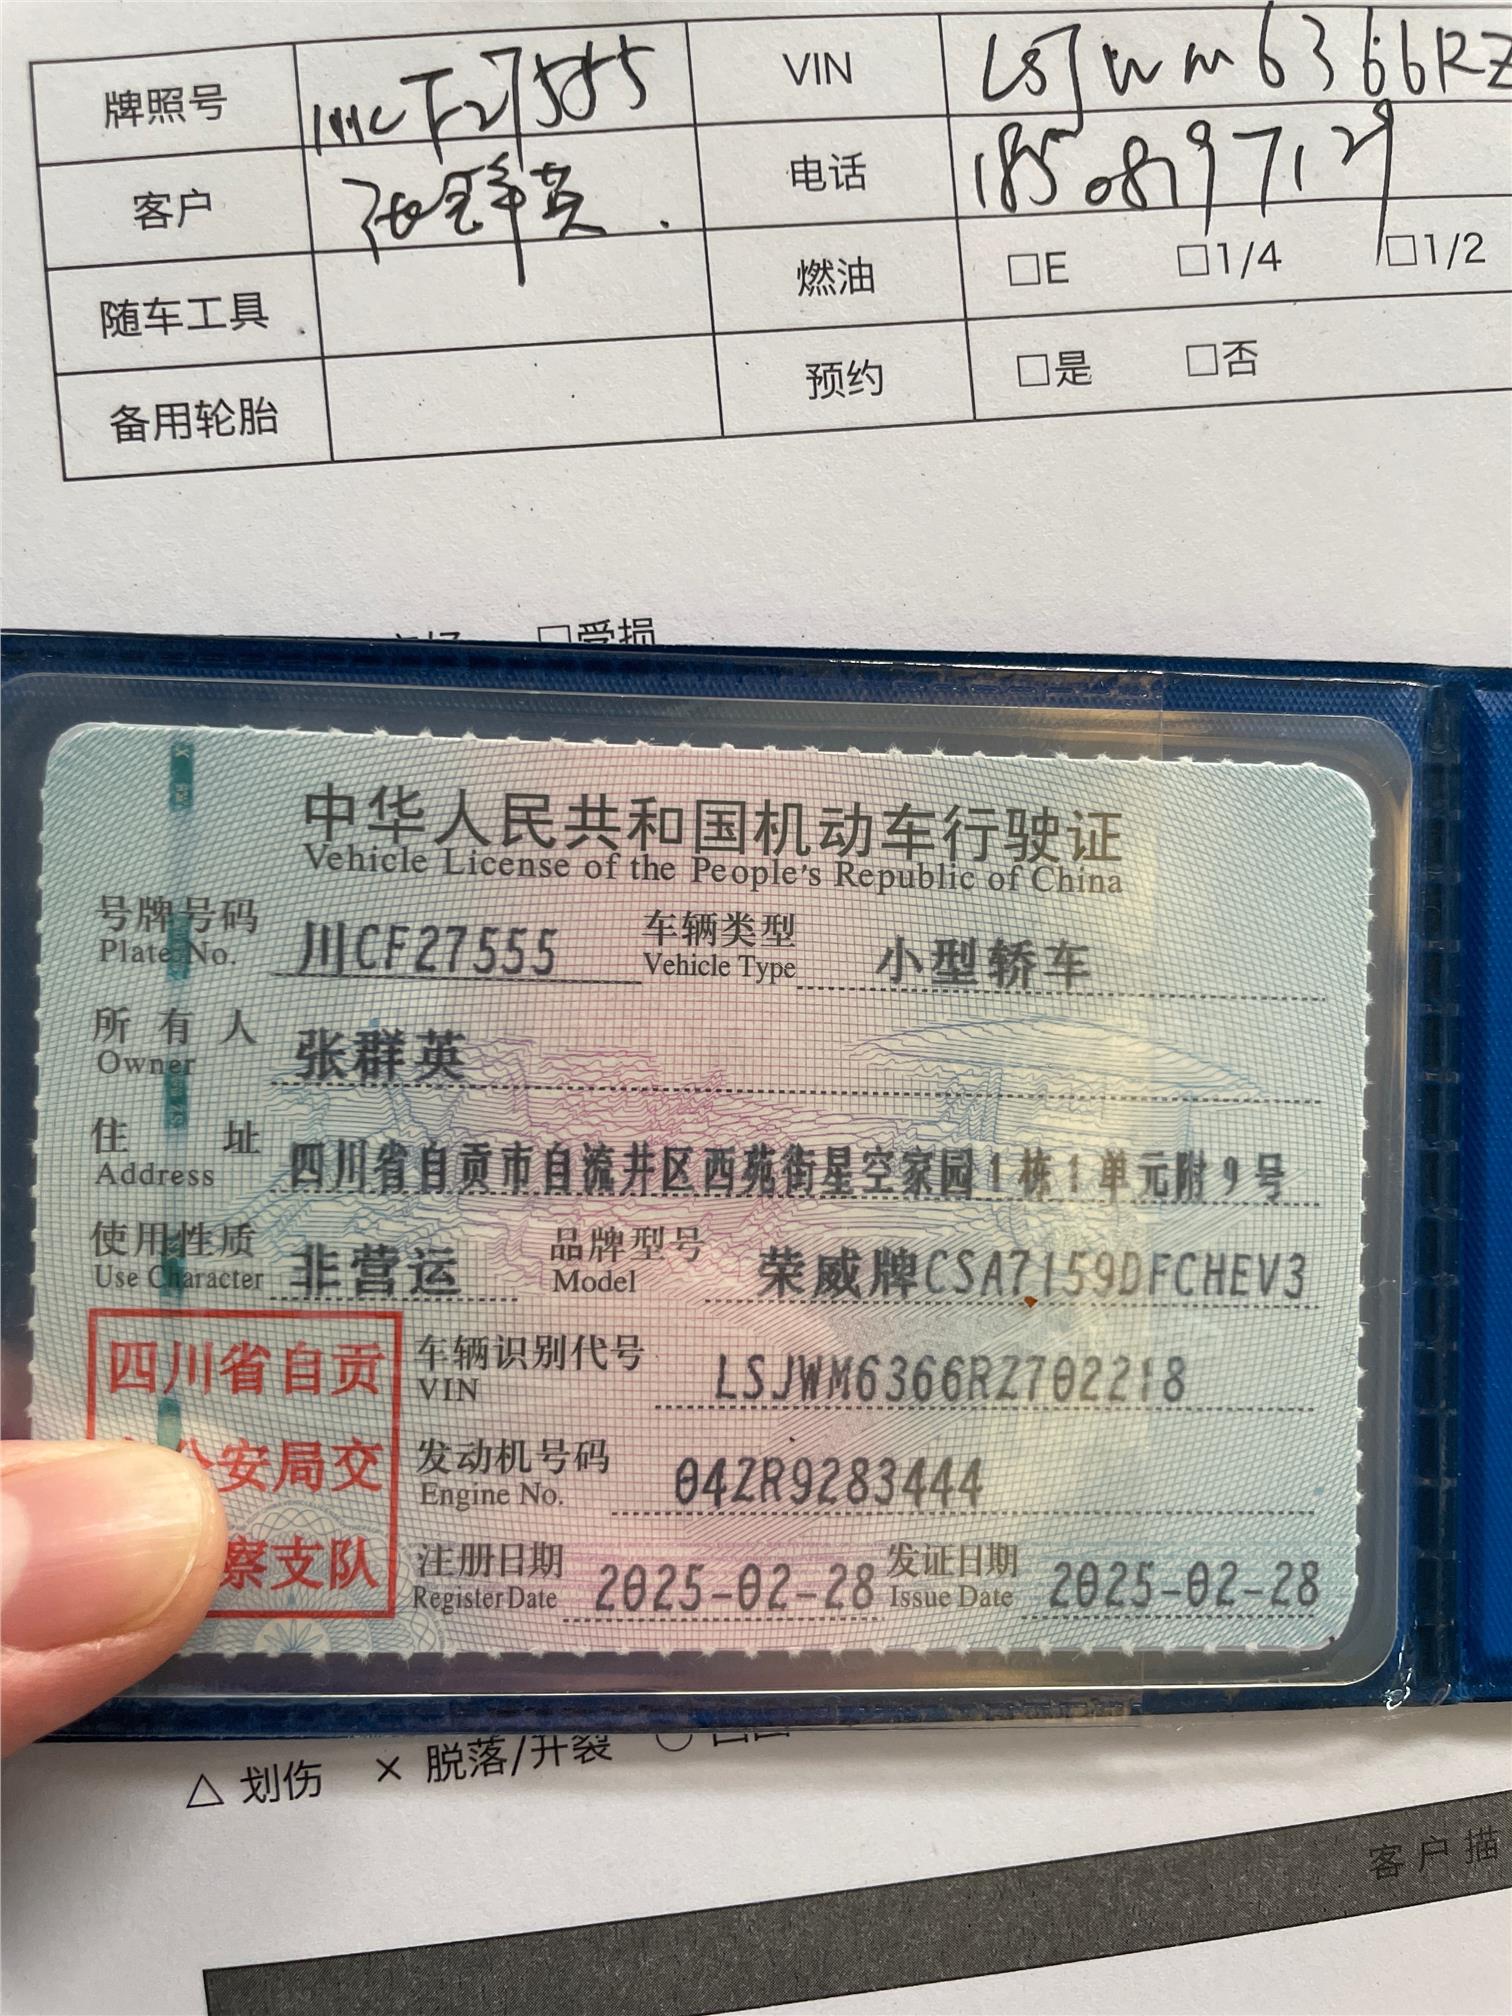 牌照号 川CF27555 VIN LSJWM6366RZ
客户 张群英 电话 18508197129
随车工具 燃油 □E □1/4 □1/2
备用轮胎 预约 □是 □否
□受损
中华人民共和国机动车行驶证
Vehicle License of the People's Republic of China
号牌号码 川CF27555 车辆类型 小型轿车
Plate No. Vehicle Type
所有人 张群英
Owner
住址 四川省自贡市自流井区西苑街星空家园1栋1单元附9号
Address
使用性质 非营运 品牌型号 荣威牌CSA7159DFCHEV3
Use Character Model
四川省自贡
公安局交
察支队
车辆识别代号 LSJWM6366RZ702218
VIN
发动机号码 04ZR9283444
Engine No.
注册日期 2025-02-28 发证日期 2025-02-28
Register Date Issue Date
△ 划伤 × 脱落/开裂 ○
客户描